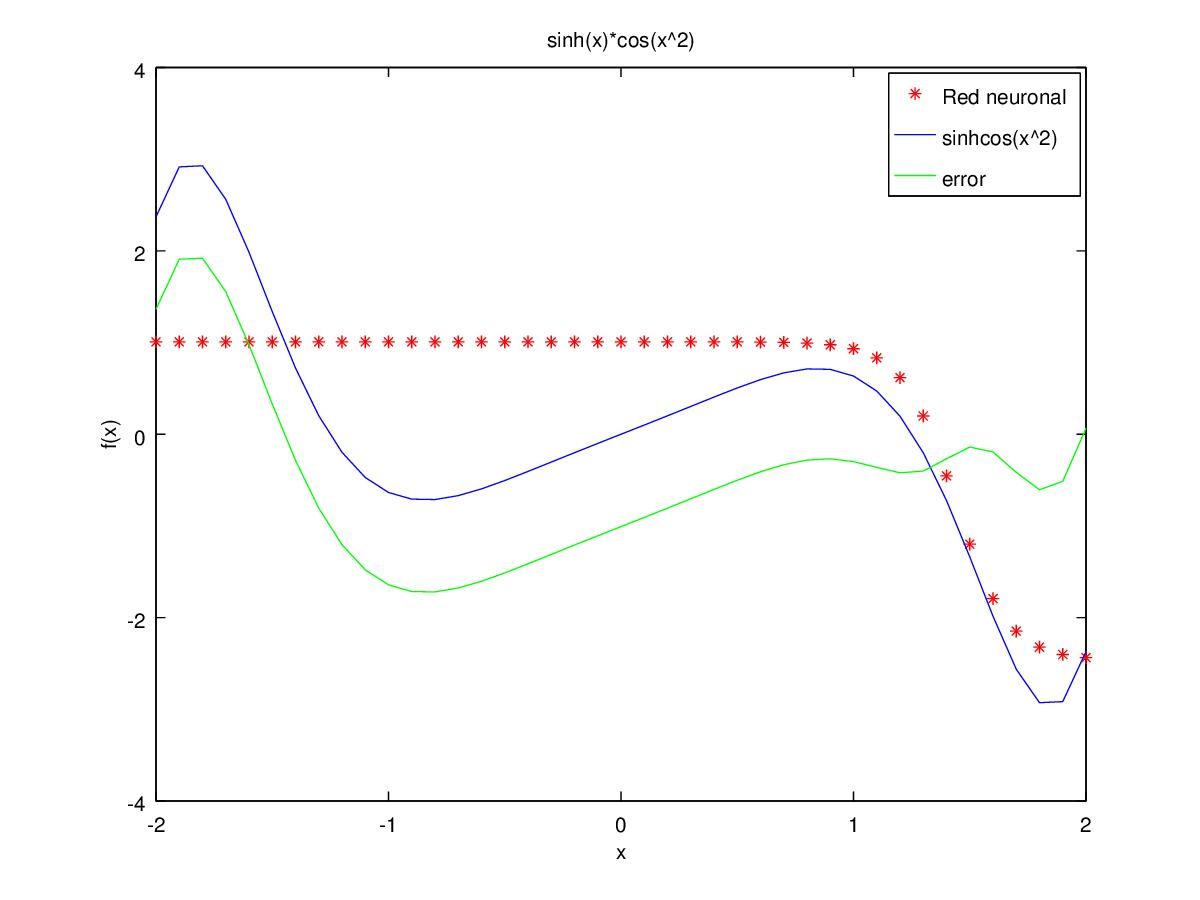 sinh(x)*cos(x^2)
Red neuronal
sinhcos(x^2)
error
4
2
0
-2
-4
f(x)
-2
-1
0
1
2
x